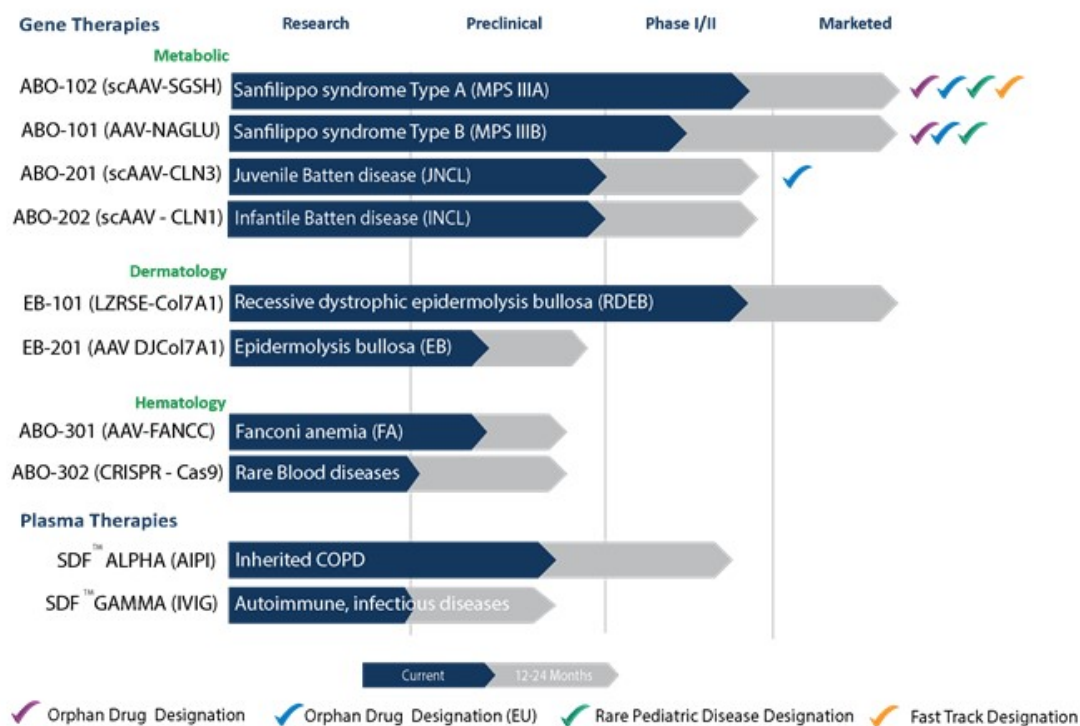 Gene Therapies Research Preclinical Phase I/II Marketed
Metabolic
ABO-102 (scAAV-SGSH) Sanfilippo syndrome Type A (MPS IIIA)
ABO-101 (AAV-NAGLU) Sanfilippo syndrome Type B (MPS IIIB)
ABO-201 (scAAV-CLN3) Juvenile Batten disease (JNCL)
ABO-202 (scAAV - CLN1) Infantile Batten disease (INCL)
Dermatology
EB-101 (LZRSE-Col7A1) Recessive dystrophic epidermolysis bullosa (RDEB)
EB-201 (AAV DJCol7A1) Epidermolysis bullosa (EB)
Hematology
ABO-301 (AAV-FANCC) Fanconi anemia (FA)
ABO-302 (CRISPR - Cas9) Rare Blood diseases
Plasma Therapies
SDF™ ALPHA (AIPI) Inherited COPD
SDF™ GAMMA (IVIG) Autoimmune, infectious diseases
Current 12-24 Months
Orphan Drug Designation Orphan Drug Designation (EU) Rare Pediatric Disease Designation Fast Track Designation